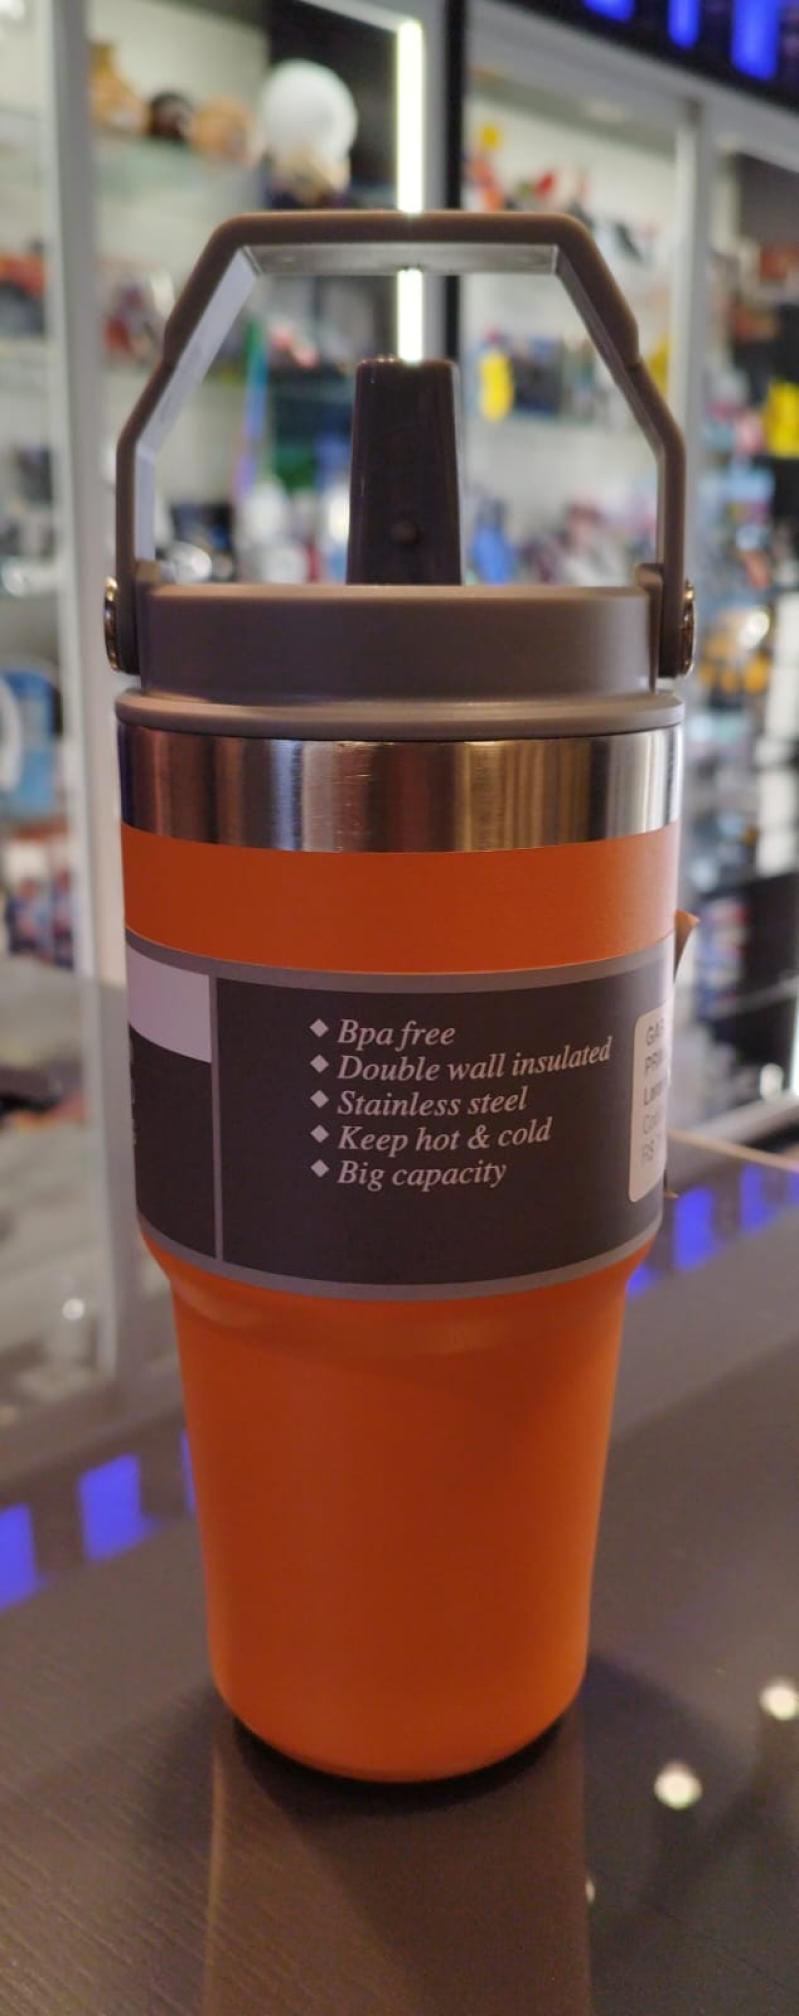 ◆ Bpa free
◆ Double wall insulated
◆ Stainless steel
◆ Keep hot & cold
◆ Big capacity